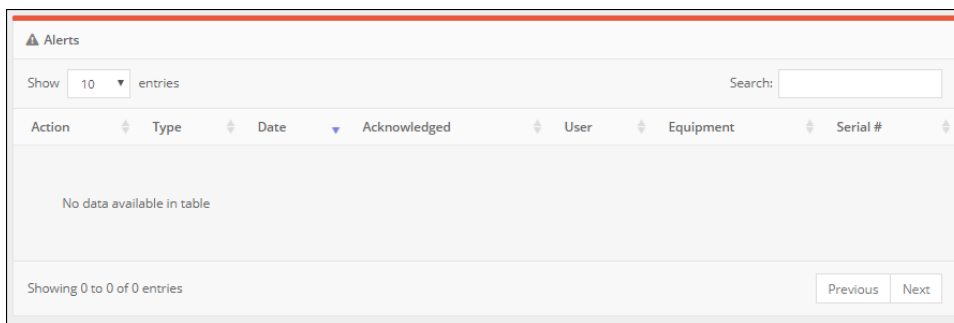 Alerts
Show 10 entries Search:
Action Type Date Acknowledged User Equipment Serial #
No data available in table
Showing 0 to 0 of 0 entries Previous Next